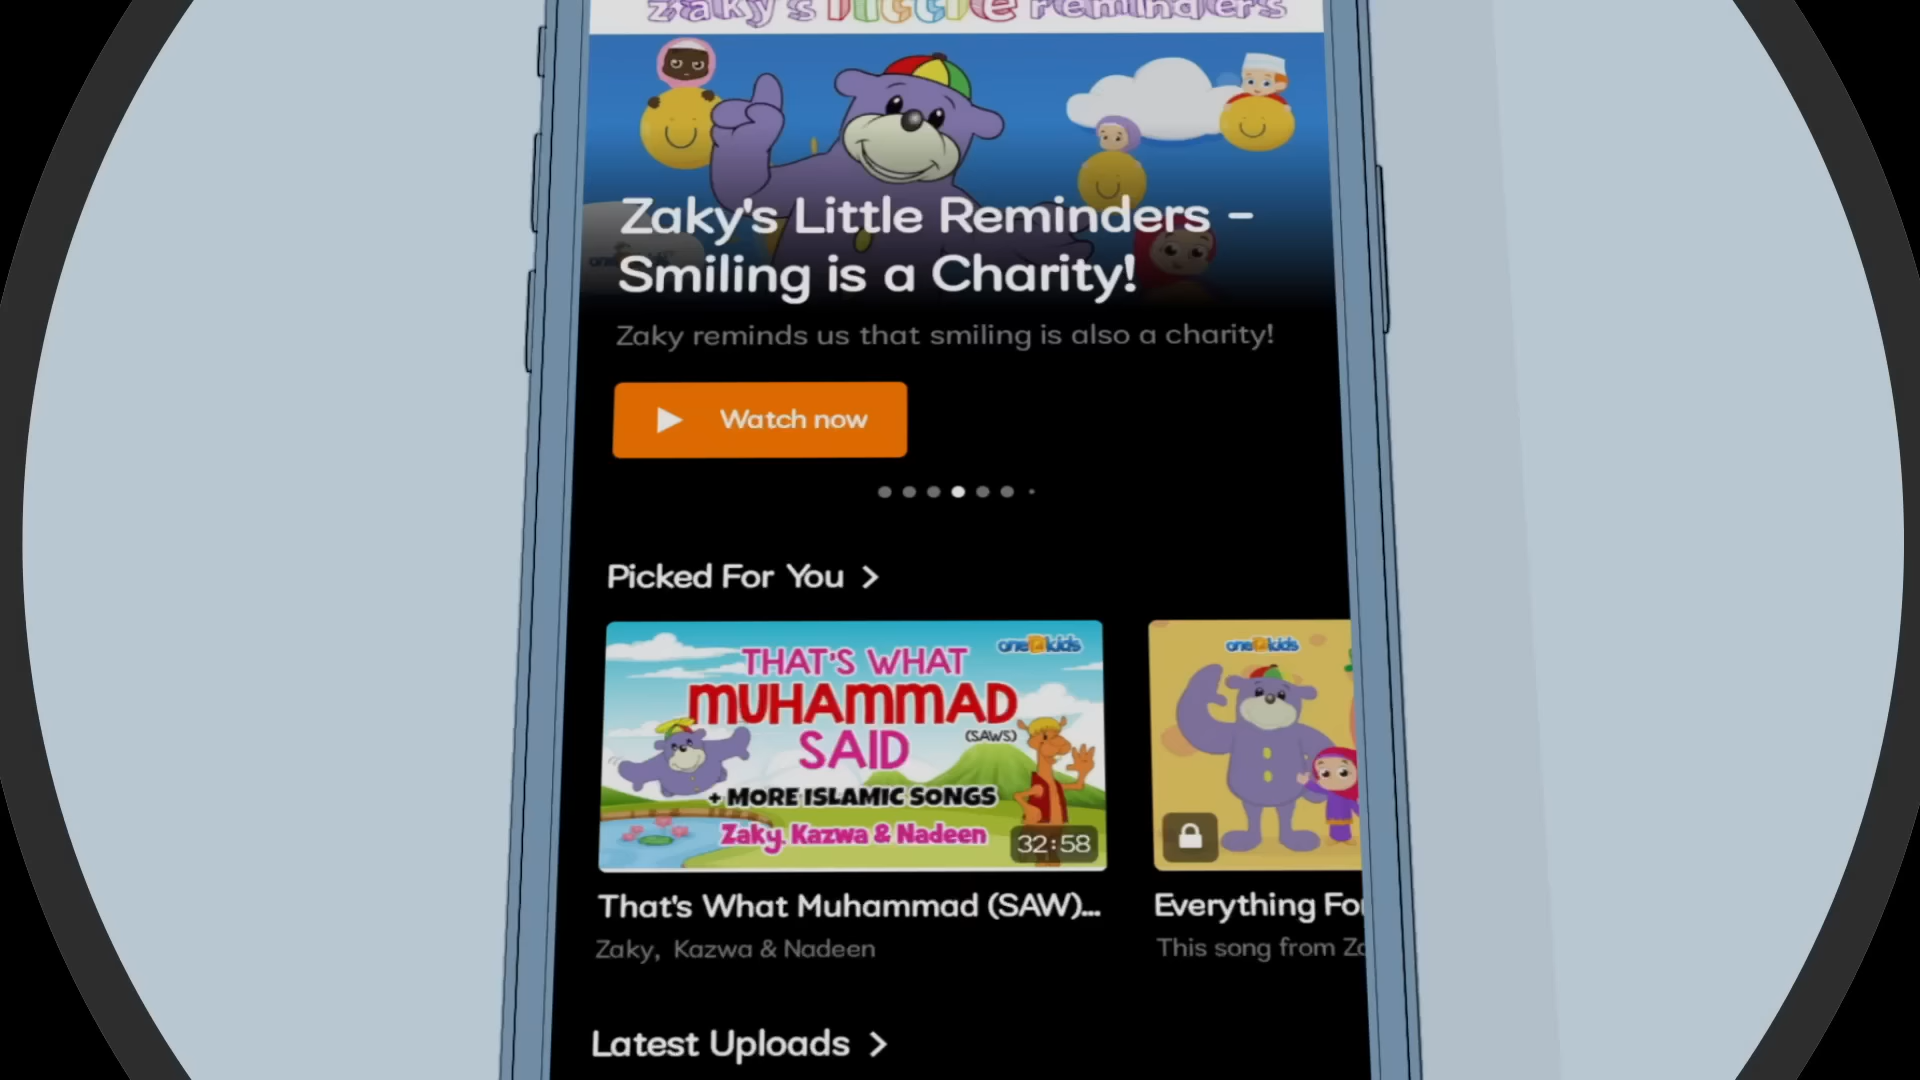 zaky's little reminders
Zaky's Little Reminders –
Smiling is a Charity!
Zaky reminds us that smiling is also a charity!
Watch now
Picked For You >
one4kids
THAT'S WHAT
MUHAMMAD
SAID
(SAWS)
+ MORE ISLAMIC SONGS
Zaky, Kazwa & Nadeen
32:58
one4kids
That's What Muhammad (SAW)...
Zaky, Kazwa & Nadeen
Everything For
This song from Za
Latest Uploads >